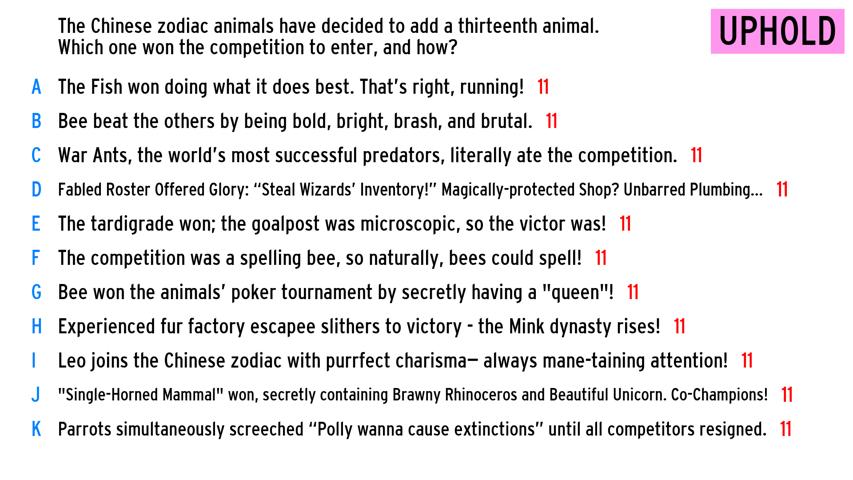 The Chinese zodiac animals have decided to add a thirteenth animal.
Which one won the competition to enter, and how?
UPHOLD
A The Fish won doing what it does best. That's right, running! 11
B Bee beat the others by being bold, bright, brash, and brutal. 11
C War Ants, the world's most successful predators, literally ate the competition. 11
D Fabled Roster Offered Glory: “Steal Wizards’ Inventory!” Magically-protected Shop? Unbarred Plumbing... 11
E The tardigrade won; the goalpost was microscopic, so the victor was! 11
F The competition was a spelling bee, so naturally, bees could spell! 11
G Bee won the animals’ poker tournament by secretly having a "queen"! 11
H Experienced fur factory escapee slithers to victory - the Mink dynasty rises! 11
I Leo joins the Chinese zodiac with purrfect charisma— always mane-taining attention! 11
J "Single-Horned Mammal" won, secretly containing Brawny Rhinoceros and Beautiful Unicorn. Co-Champions! 11
K Parrots simultaneously screeched “Polly wanna cause extinctions” until all competitors resigned. 11